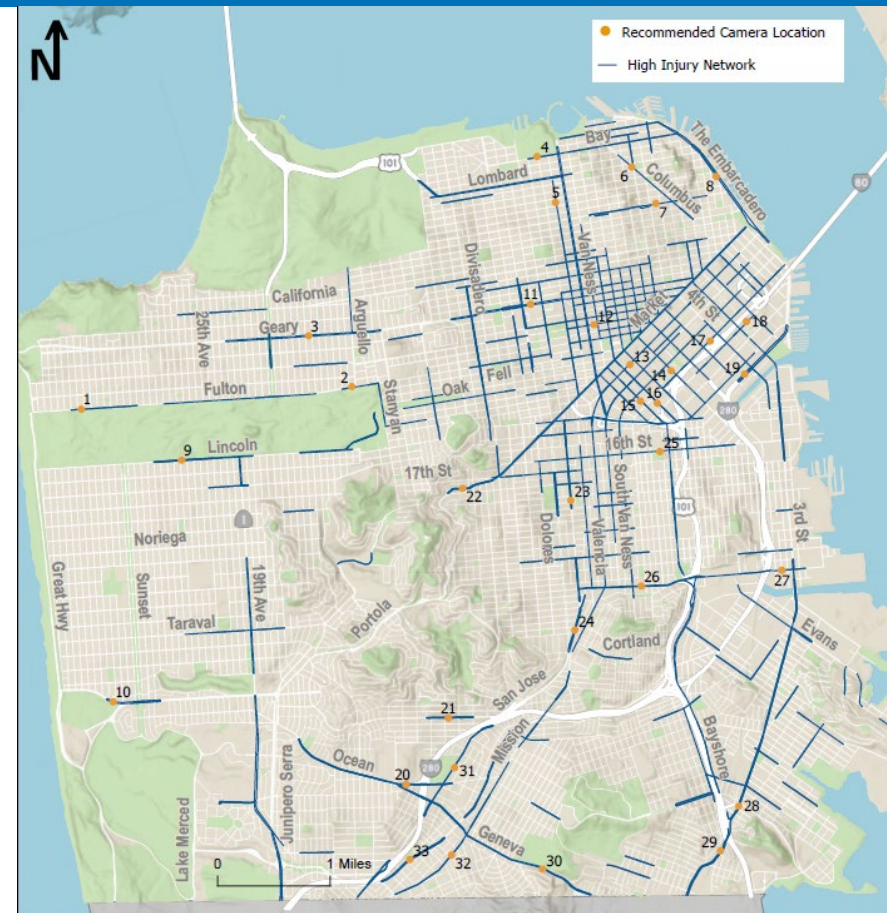 N
Recommended Camera Location
High Injury Network
101
80
4
Bay
The Embarcadero
6
8
Lombard
Columbus
5
7
Divisadero
Van Ness
California
25th Ave
Arguello
11
Market
4th St
Geary
3
12
18
17
13
14
19
Fell
2
Fulton
Stanyan
Oak
15
16
280
1
Lincoln
9
16th St
25
17th St
22
23
South Van Ness
101
3rd St
1
Noriega
Dolores
Valencia
Great Hwy
Sunset
19th Ave
26
27
Taraval
Portola
24
Cortland
Evans
San Jose
10
21
Mission
Bayshore
Ocean
280
31
20
Junipero Serra
Lake Merced
28
Geneva
29
33
32
30
0
1 Miles